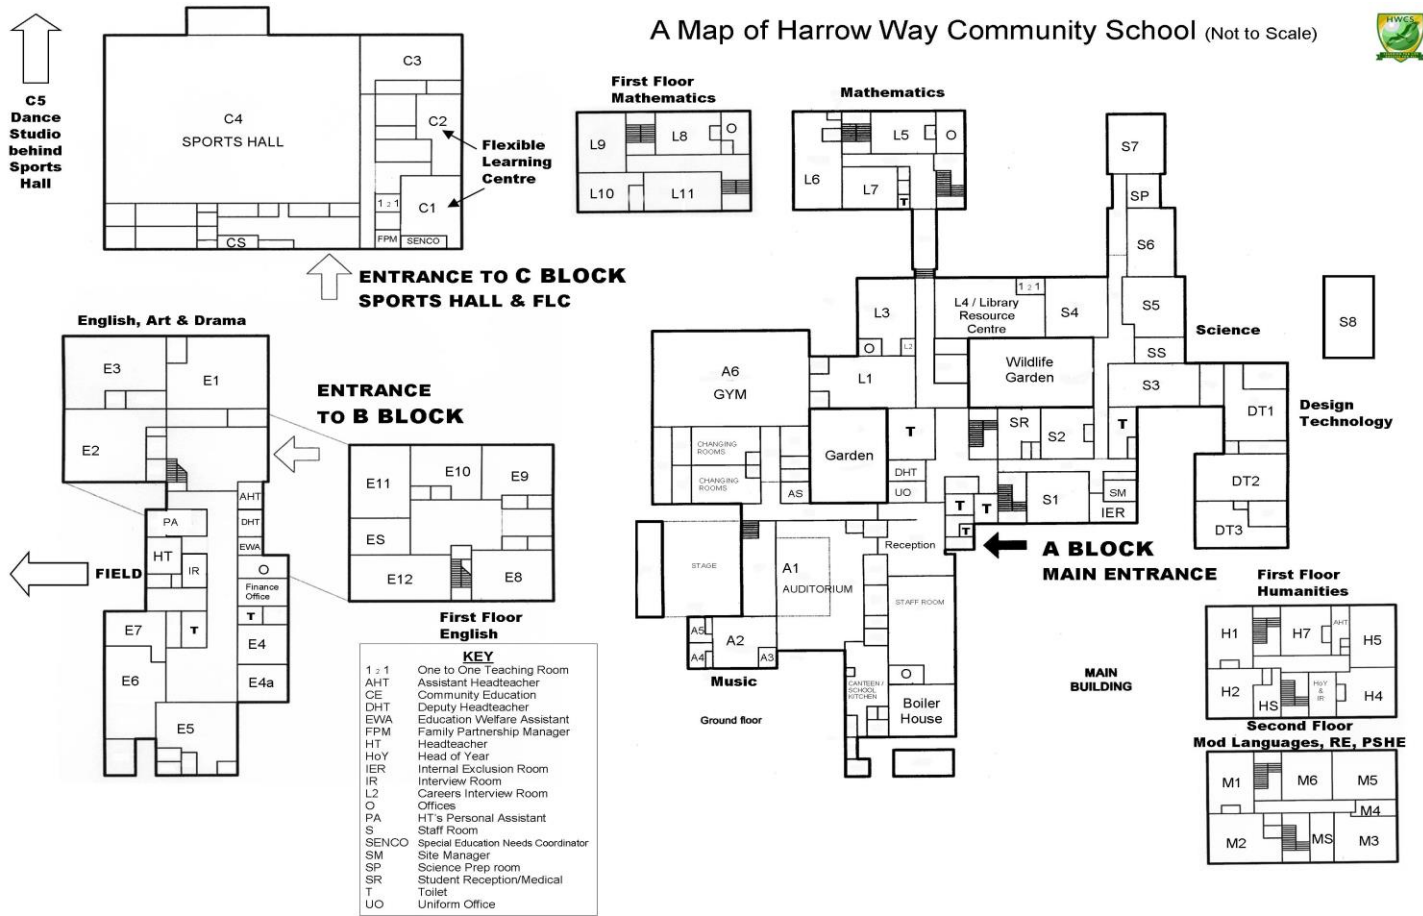 A Map of Harrow Way Community School (Not to Scale)
HWCS
C5
Dance
Studio
behind
Sports
Hall
C4
SPORTS HALL
C3
C2
Flexible
Learning
Centre
1 2 1
C1
CS
FPM
SENCO
ENTRANCE TO C BLOCK
SPORTS HALL & FLC
First Floor
Mathematics
L9
L8
O
L10
L11
Mathematics
L6
L5
O
L7
T
S7
SP
S6
S5
SS
S3
S8
Science
L3
O
L2
L4 / Library
Resource
Centre
1 2 1
S4
Wildlife
Garden
A6
GYM
L1
CHANGING
ROOMS
CHANGING
ROOMS
AS
Garden
T
DHT
UO
SR
S2
T
S1
SM
IER
T
T
T
DT1
DT2
DT3
Design
Technology
Reception
A BLOCK
MAIN ENTRANCE
STAGE
A1
AUDITORIUM
STAFF ROOM
A5
A4
A2
A3
Music
Ground floor
CANTEEN /
SCHOOL
KITCHEN
O
Boiler
House
MAIN
BUILDING
English, Art & Drama
E3
E1
E2
ENTRANCE
TO B BLOCK
AHT
PA
DHT
EWA
HT
IR
O
Finance
Office
FIELD
T
T
E7
E4
E6
E4a
E5
E11
E10
E9
ES
E12
E8
First Floor
English
KEY
1 2 1 One to One Teaching Room
AHT Assistant Headteacher
CE Community Education
DHT Deputy Headteacher
EWA Education Welfare Assistant
FPM Family Partnership Manager
HT Headteacher
HoY Head of Year
IER Internal Exclusion Room
IR Interview Room
L2 Careers Interview Room
O Offices
PA HT's Personal Assistant
S Staff Room
SENCO Special Education Needs Coordinator
SM Site Manager
SP Science Prep room
SR Student Reception/Medical
T Toilet
UO Uniform Office
First Floor
Humanities
H1
H7
AHT
H5
H2
HS
HoY
&
IR
H4
Second Floor
Mod Languages, RE, PSHE
M1
M6
M5
M4
M2
MS
M3